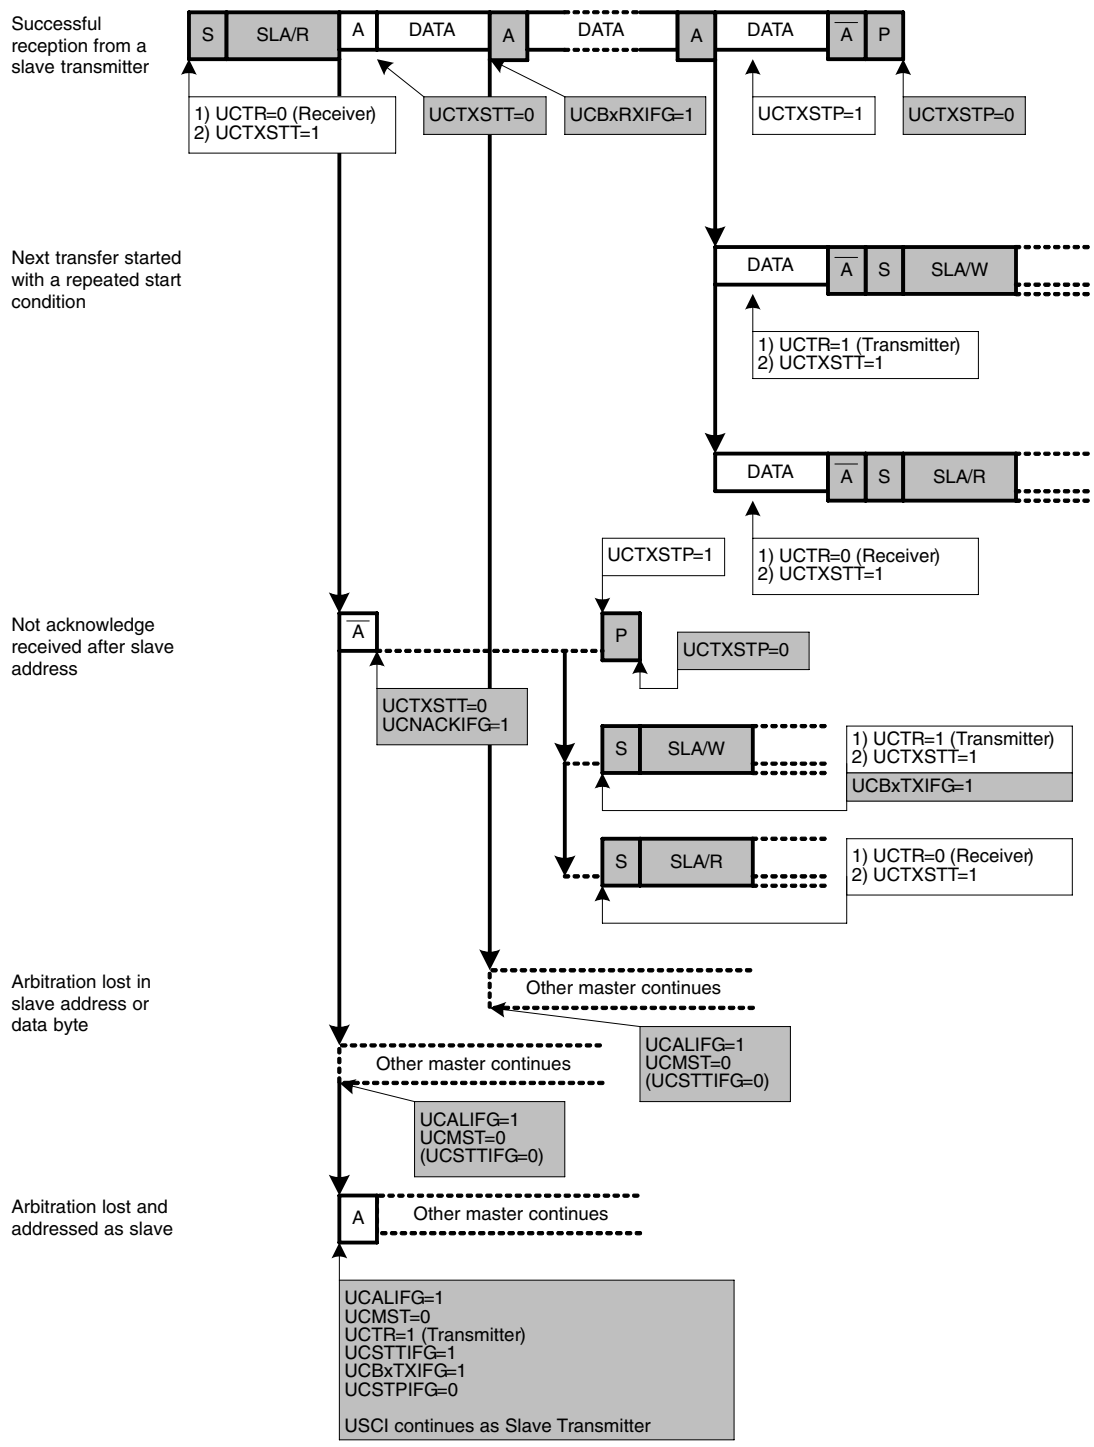 Successful
reception from a
slave transmitter
S SLA/R A DATA A DATA A DATA A P
1) UCTR=0 (Receiver)
2) UCTXSTT=1
UCTXSTT=0
UCBxRXIFG=1
UCTXSTP=1
UCTXSTP=0
Next transfer started
with a repeated start
condition
DATA A S SLA/W
1) UCTR=1 (Transmitter)
2) UCTXSTT=1
DATA A S SLA/R
1) UCTR=0 (Receiver)
2) UCTXSTT=1
UCTXSTP=1
Not acknowledge
received after slave
address
A
P
UCTXSTP=0
UCTXSTT=0
UCNACKIFG=1
S SLA/W
1) UCTR=1 (Transmitter)
2) UCTXSTT=1
UCBxTXIFG=1
S SLA/R
1) UCTR=0 (Receiver)
2) UCTXSTT=1
Arbitration lost in
slave address or
data byte
Other master continues
UCALIFG=1
UCMST=0
(UCSTTIFG=0)
Other master continues
UCALIFG=1
UCMST=0
(UCSTTIFG=0)
Arbitration lost and
addressed as slave
A Other master continues
UCALIFG=1
UCMST=0
UCTR=1 (Transmitter)
UCSTTIFG=1
UCBxTXIFG=1
UCSTPIFG=0
USCI continues as Slave Transmitter